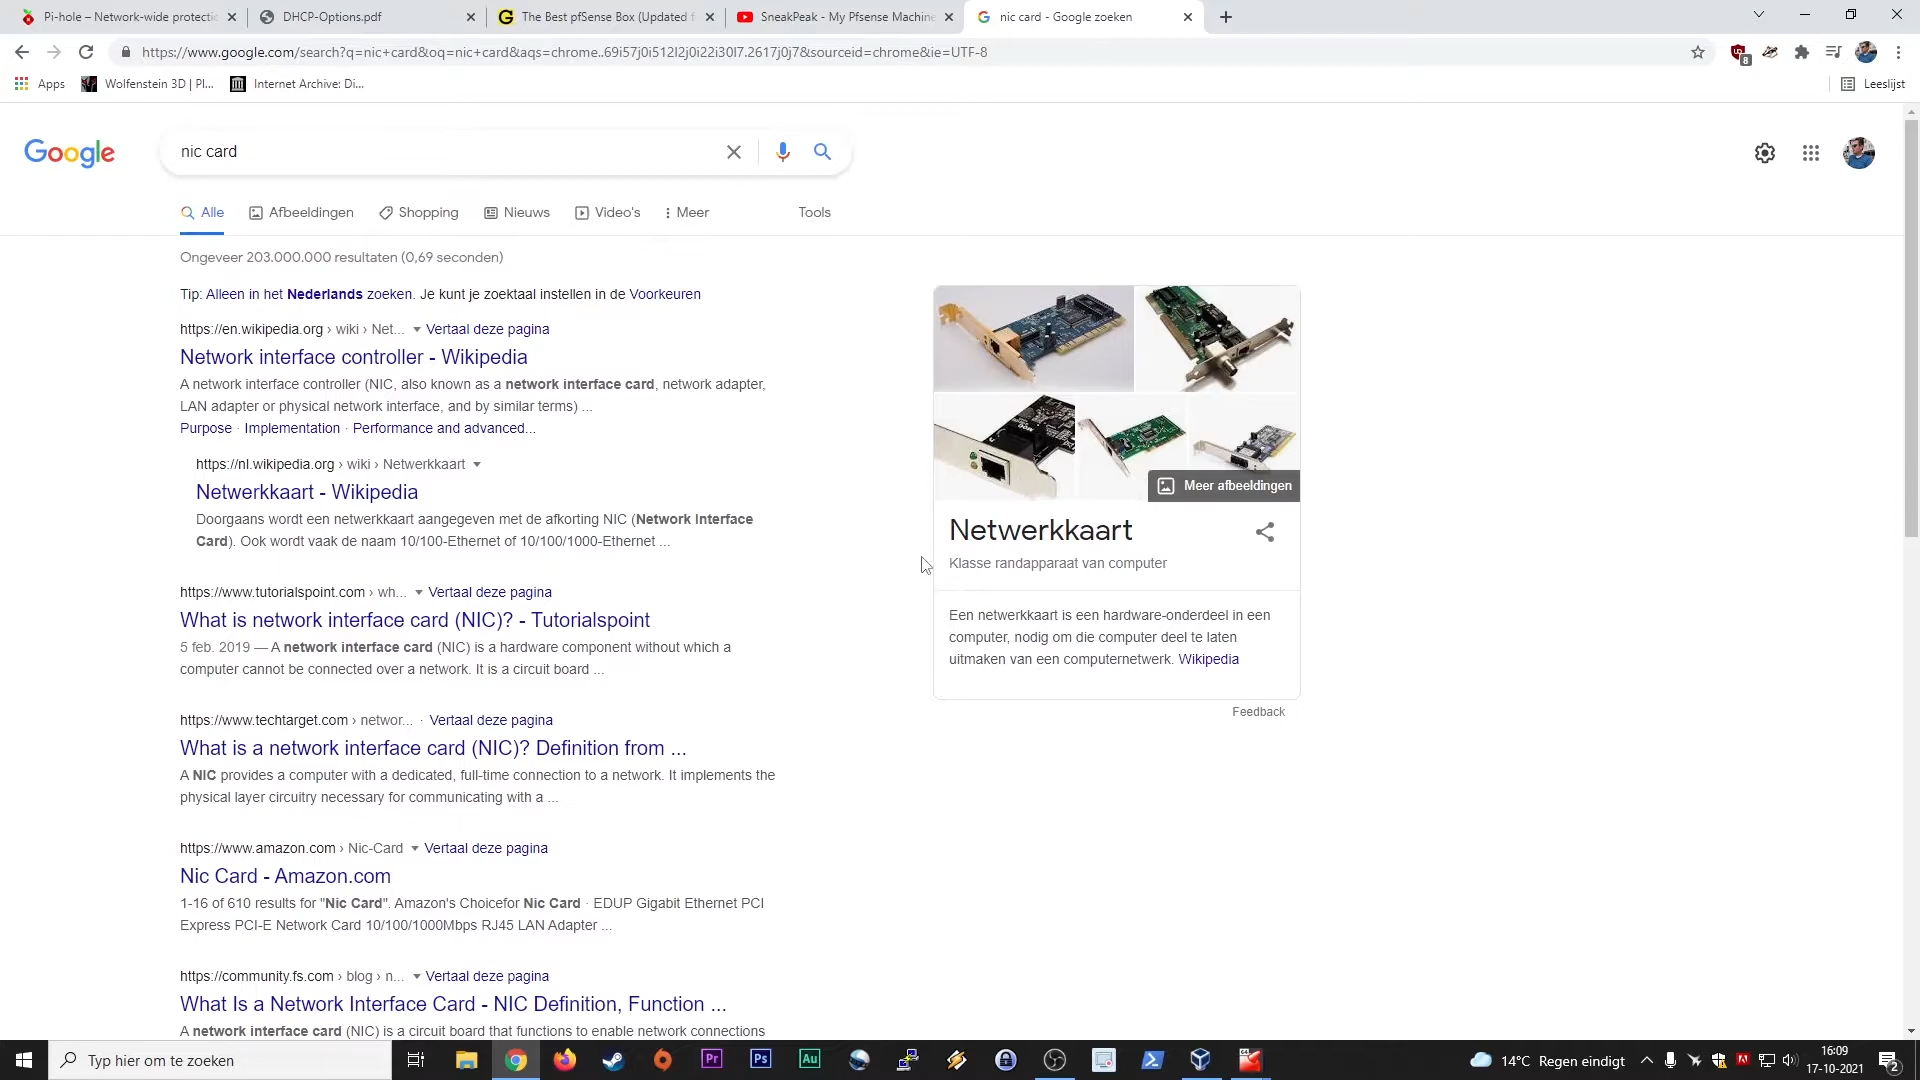 Pi-hole – Network-wide protectic
DHCP-Options.pdf
The Best pfSense Box (Updated f
SneakPeak - My Pfsense Machine
nic card - Google zoeken
https://www.google.com/search?q=nic+card&oq=nic+card&aqs=chrome..69i57j0i512l2j0i22i30l7.2617j0j7&sourceid=chrome&ie=UTF-8
8
Apps
Wolfenstein 3D | Pl...
Internet Archive: Di...
Leeslijst
Google
nic card
Alle
Afbeeldingen
Shopping
Nieuws
Video's
Meer
Tools
Ongeveer 203.000.000 resultaten (0,69 seconden)
Tip: Alleen in het Nederlands zoeken. Je kunt je zoektaal instellen in de Voorkeuren
https://en.wikipedia.org › wiki › Net... Vertaal deze pagina
Network interface controller - Wikipedia
A network interface controller (NIC, also known as a network interface card, network adapter,
LAN adapter or physical network interface, and by similar terms) ...
Purpose · Implementation · Performance and advanced...
https://nl.wikipedia.org › wiki › Netwerkkaart
Netwerkkaart - Wikipedia
Doorgaans wordt een netwerkkaart aangegeven met de afkorting NIC (Network Interface
Card). Ook wordt vaak de naam 10/100-Ethernet of 10/100/1000-Ethernet ...
https://www.tutorialspoint.com › wh... Vertaal deze pagina
What is network interface card (NIC)? - Tutorialspoint
5 feb. 2019 — A network interface card (NIC) is a hardware component without which a
computer cannot be connected over a network. It is a circuit board ...
https://www.techtarget.com › networ... · Vertaal deze pagina
What is a network interface card (NIC)? Definition from ...
A NIC provides a computer with a dedicated, full-time connection to a network. It implements the
physical layer circuitry necessary for communicating with a ...
https://www.amazon.com › Nic-Card Vertaal deze pagina
Nic Card - Amazon.com
1-16 of 610 results for "Nic Card". Amazon's Choicefor Nic Card · EDUP Gigabit Ethernet PCI
Express PCI-E Network Card 10/100/1000Mbps RJ45 LAN Adapter ...
https://community.fs.com › blog › n... Vertaal deze pagina
What Is a Network Interface Card - NIC Definition, Function ...
A network interface card (NIC) is a circuit board that functions to enable network connections
Meer afbeeldingen
Netwerkkaart
Klasse randapparaat van computer
Een netwerkkaart is een hardware-onderdeel in een
computer, nodig om die computer deel te laten
uitmaken van een computernetwerk. Wikipedia
Feedback
Typ hier om te zoeken
Pr
Ps
Au
14°C Regen eindigt
16:09
17-10-2021
2